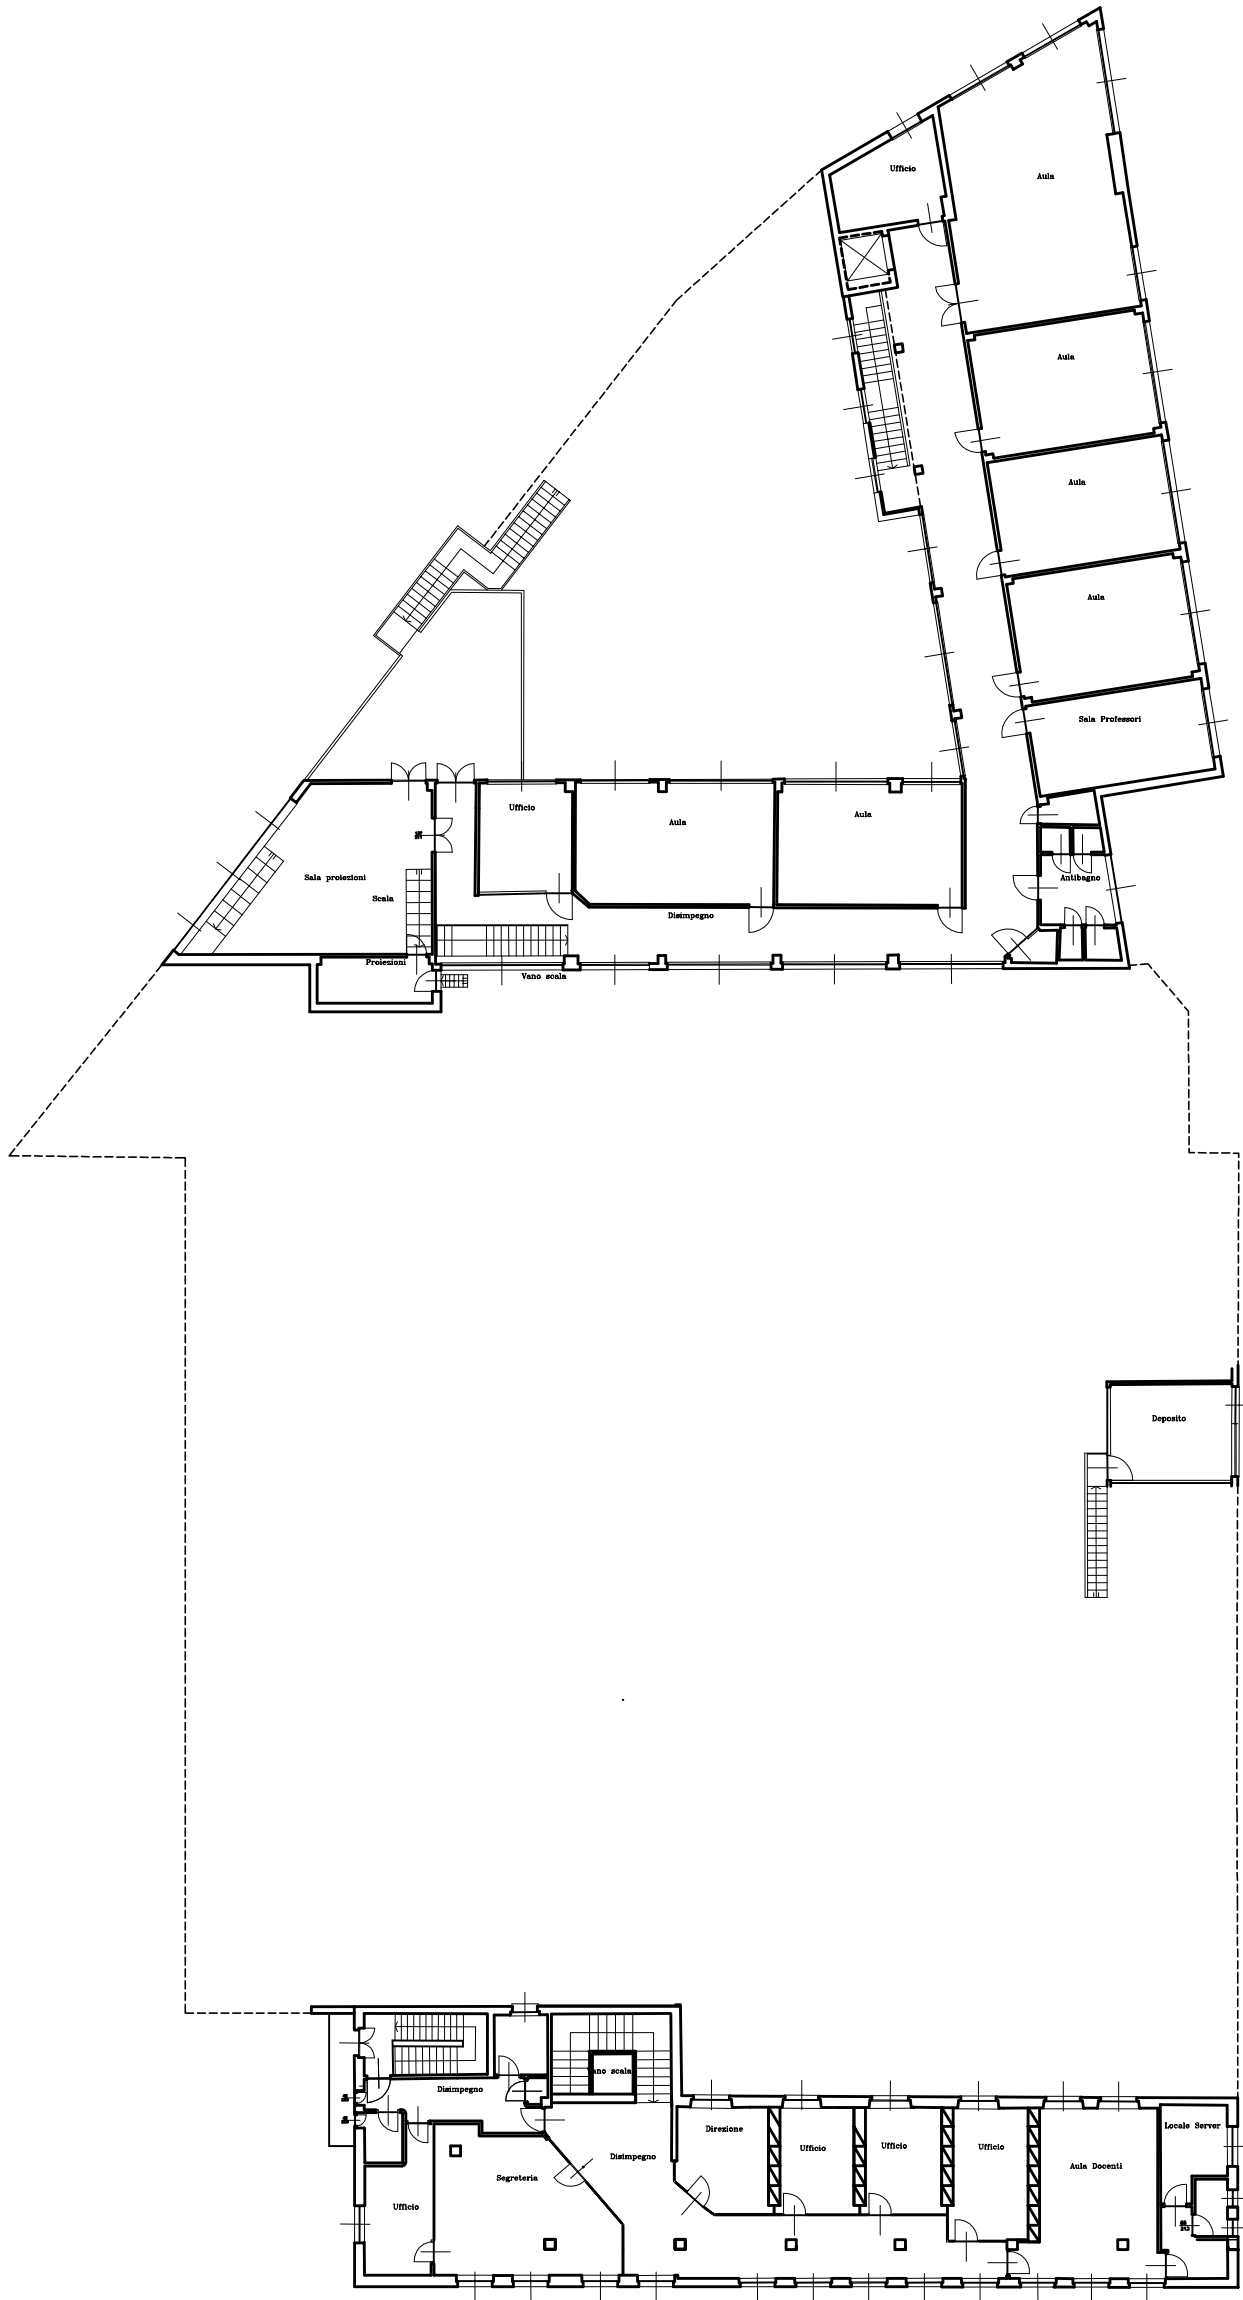 Ufficio
Aula
Aula
Aula
Aula
Sala Professori
Ufficio
Aula
Aula
Sala proiezioni
Antibagno
Scala
Disimpegno
Proiezioni
Vano scala
Deposito
Vano scala
Disimpegno
Direzione
Locale Server
Ufficio
Ufficio
Ufficio
Disimpegno
Aula Docenti
Segreteria
Ufficio